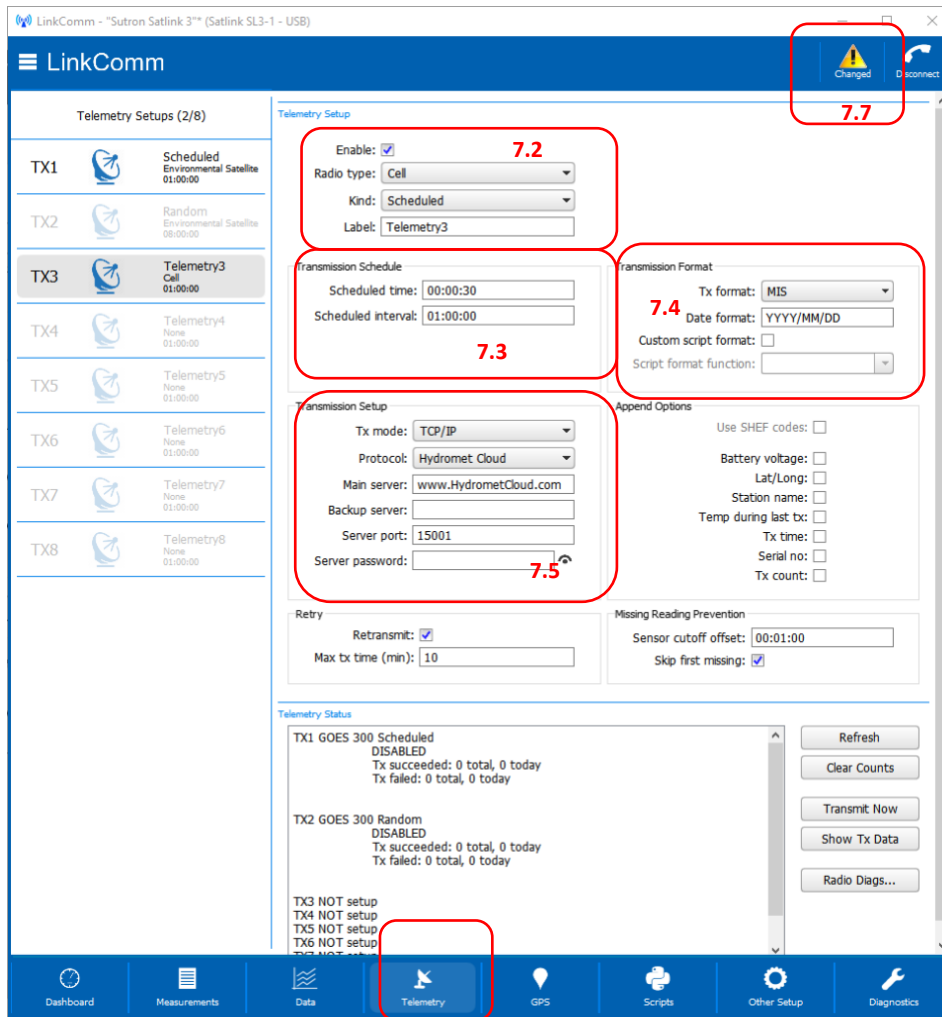 LinkComm - "Sutron Satlink 3"* (Satlink SL3-1 - USB)
LinkComm
Changed
Disconnect
7.7
Telemetry Setups (2/8)
TX1
Scheduled
Environmental Satellite
01:00:00
TX2
Random
Environmental Satellite
08:00:00
TX3
Telemetry3
Cell
01:00:00
TX4
Telemetry4
None
01:00:00
TX5
Telemetry5
None
01:00:00
TX6
Telemetry6
None
01:00:00
TX7
Telemetry7
None
01:00:00
TX8
Telemetry8
None
01:00:00
Telemetry Setup
Enable:
7.2
Radio type: Cell
Kind: Scheduled
Label: Telemetry3
Transmission Schedule
Scheduled time: 00:00:30
Scheduled interval: 01:00:00
7.3
Transmission Format
Tx format: MIS
7.4
Date format: YYYY/MM/DD
Custom script format:
Script format function:
Transmission Setup
Tx mode: TCP/IP
Protocol: Hydromet Cloud
Main server: www.HydrometCloud.com
Backup server:
Server port: 15001
Server password:
7.5
Append Options
Use SHEF codes:
Battery voltage:
Lat/Long:
Station name:
Temp during last tx:
Tx time:
Serial no:
Tx count:
Retry
Retransmit:
Max tx time (min): 10
Missing Reading Prevention
Sensor cutoff offset: 00:01:00
Skip first missing:
Telemetry Status
TX1 GOES 300 Scheduled
DISABLED
Tx succeeded: 0 total, 0 today
Tx failed: 0 total, 0 today
TX2 GOES 300 Random
DISABLED
Tx succeeded: 0 total, 0 today
Tx failed: 0 total, 0 today
TX3 NOT setup
TX4 NOT setup
TX5 NOT setup
TX6 NOT setup
TX7 NOT setup
Refresh
Clear Counts
Transmit Now
Show Tx Data
Radio Diags...
Dashboard
Measurements
Data
Telemetry
GPS
Scripts
Other Setup
Diagnostics